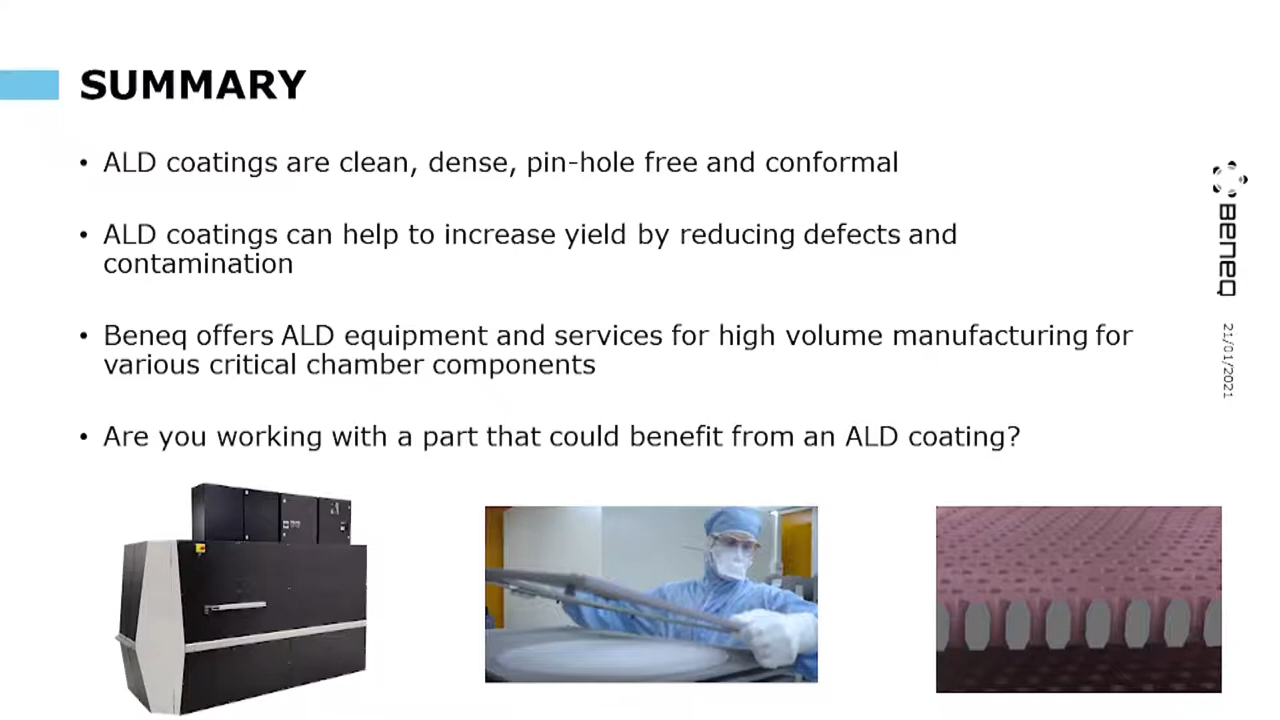 SUMMARY
• ALD coatings are clean, dense, pin-hole free and conformal
• ALD coatings can help to increase yield by reducing defects and
contamination
• Beneq offers ALD equipment and services for high volume manufacturing for
various critical chamber components
• Are you working with a part that could benefit from an ALD coating?
Beneq
21/01/2021